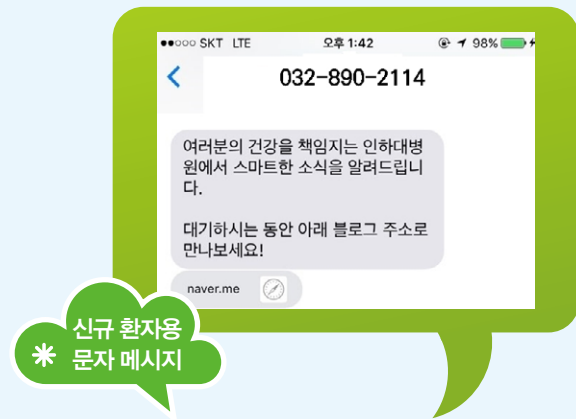 SKT LTE 오후 1:42 98%
032-890-2114
여러분의 건강을 책임지는 인하대병
원에서 스마트한 소식을 알려드립니
다.
대기하시는 동안 아래 블로그 주소로
만나보세요!
naver.me
신규 환자용
문자 메시지